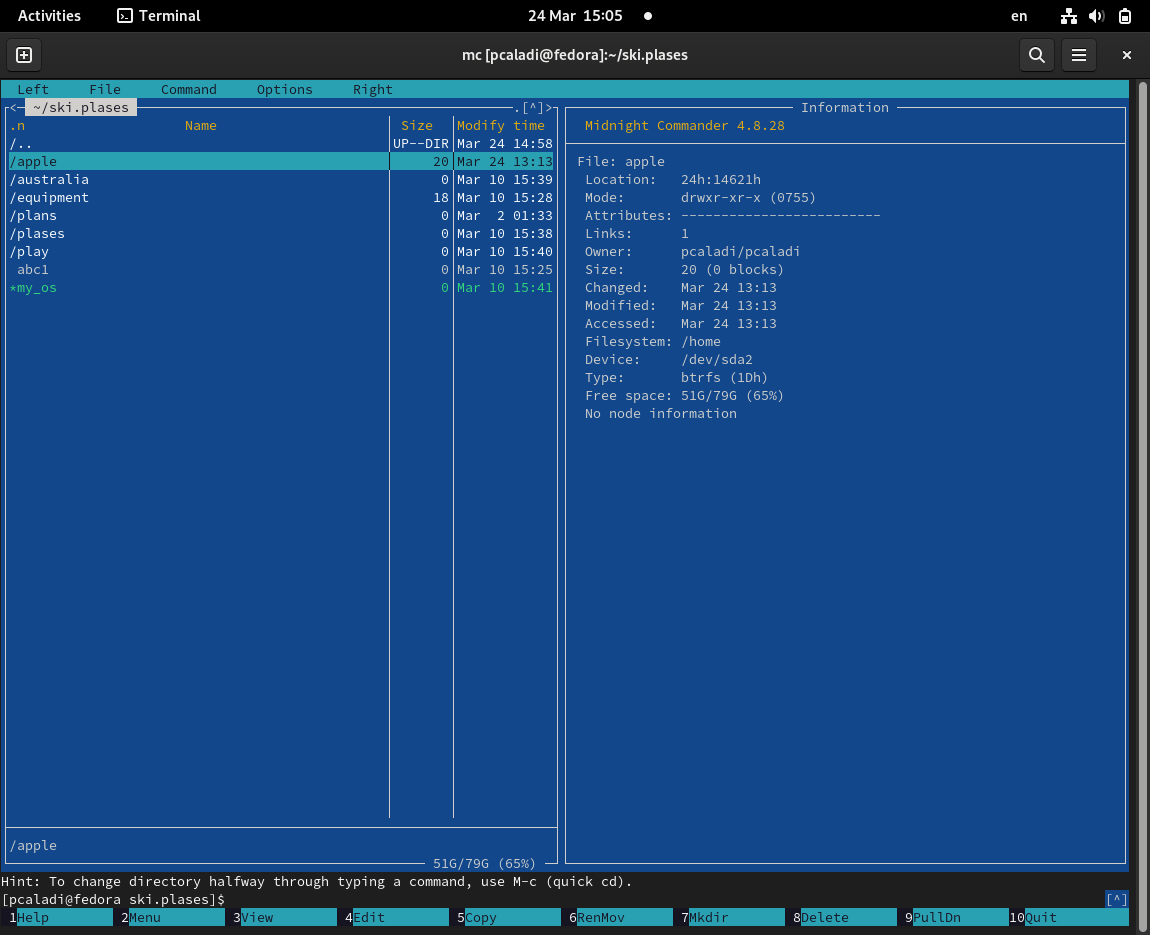 Activities Terminal 24 Mar 15:05 en
mc [pcaladi@fedora]:~/ski.plases
Left File Command Options Right
<─ ~/ski.plases .[^]>
.n Name Size Modify time
/.. UP--DIR Mar 24 14:58
/apple 20 Mar 24 13:13
/australia 0 Mar 10 15:39
/equipment 18 Mar 10 15:28
/plans 0 Mar 2 01:33
/plases 0 Mar 10 15:38
/play 0 Mar 10 15:40
abc1 0 Mar 10 15:25
*my_os 0 Mar 10 15:41
/apple
51G/79G (65%)
Information
Midnight Commander 4.8.28
File: apple
Location: 24h:14621h
Mode: drwxr-xr-x (0755)
Attributes: -------------------------
Links: 1
Owner: pcaladi/pcaladi
Size: 20 (0 blocks)
Changed: Mar 24 13:13
Modified: Mar 24 13:13
Accessed: Mar 24 13:13
Filesystem: /home
Device: /dev/sda2
Type: btrfs (1Dh)
Free space: 51G/79G (65%)
No node information
Hint: To change directory halfway through typing a command, use M-c (quick cd).
[pcaladi@fedora ski.plases]$ [^]
1Help 2Menu 3View 4Edit 5Copy 6RenMov 7Mkdir 8Delete 9PullDn 10Quit